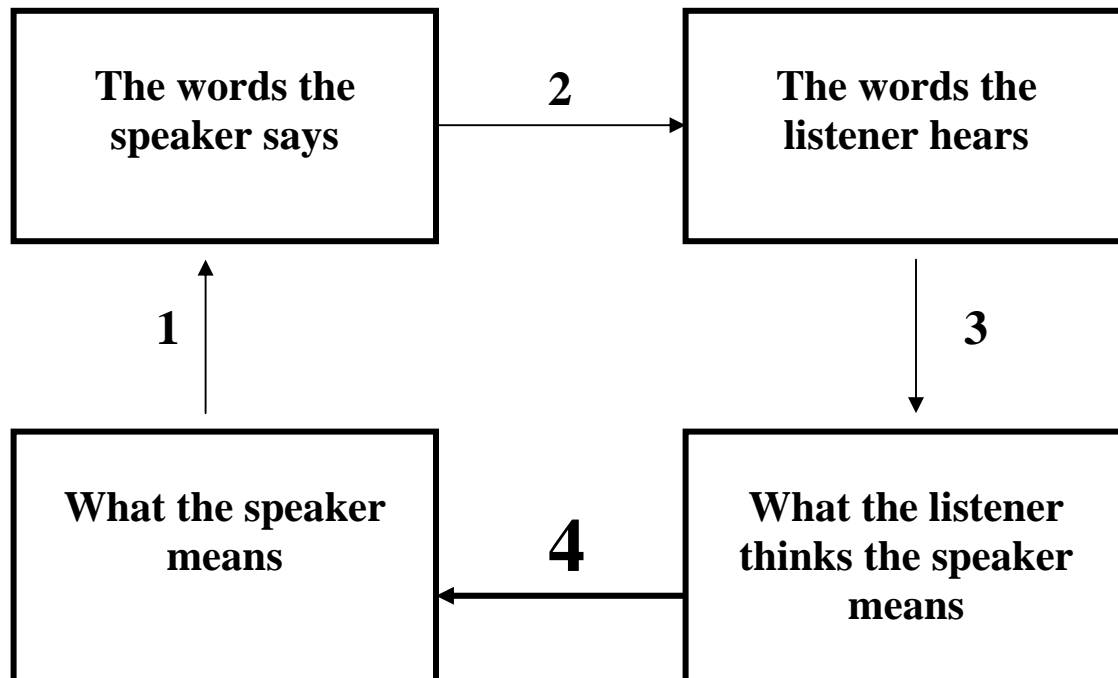 The words the
speaker says
2
The words the
listener hears
1
3
What the speaker
means
4
What the listener
thinks the speaker
means